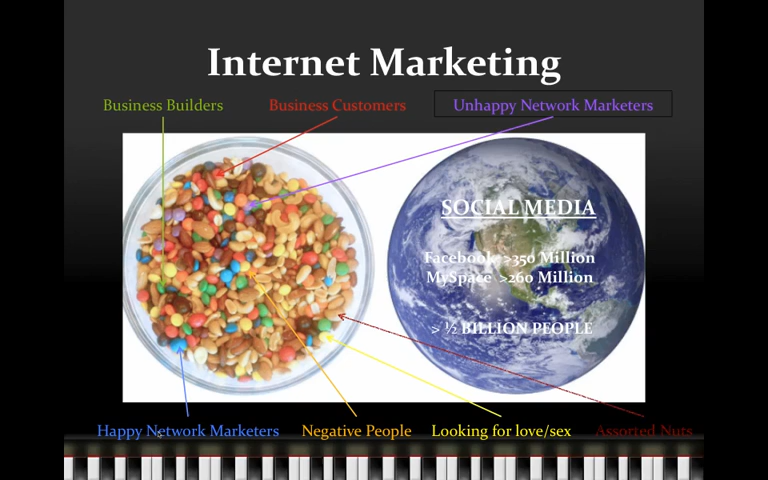 Internet Marketing
Business Builders
Business Customers
Unhappy Network Marketers
SOCIAL MEDIA
Facebook >350 Million
MySpace >260 Million
> ½ BILLION PEOPLE
Happy Network Marketers
Negative People
Looking for love/sex
Assorted Nuts